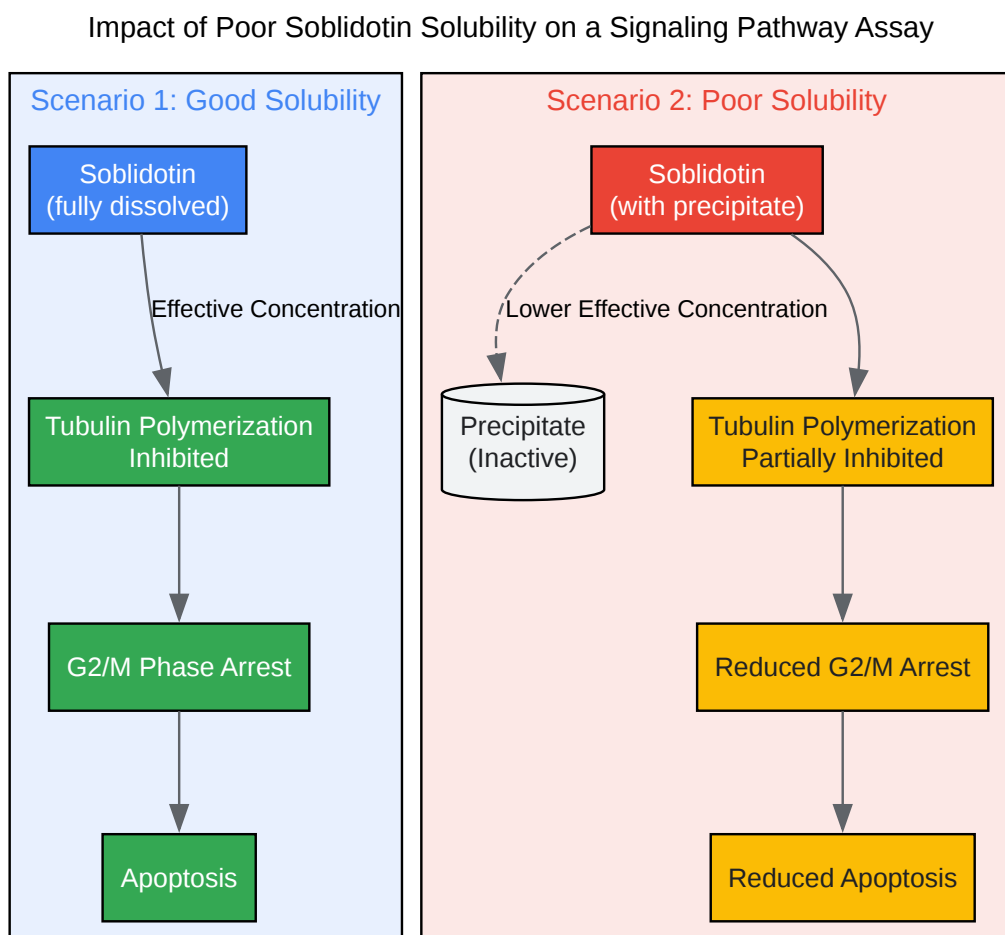 Impact of Poor Soblidotin Solubility on a Signaling Pathway Assay
Scenario 1: Good Solubility
Soblidotin
(fully dissolved)
Effective Concentration
Tubulin Polymerization
Inhibited
G2/M Phase Arrest
Apoptosis
Scenario 2: Poor Solubility
Soblidotin
(with precipitate)
Lower Effective Concentration
Precipitate
(Inactive)
Tubulin Polymerization
Partially Inhibited
Reduced G2/M Arrest
Reduced Apoptosis